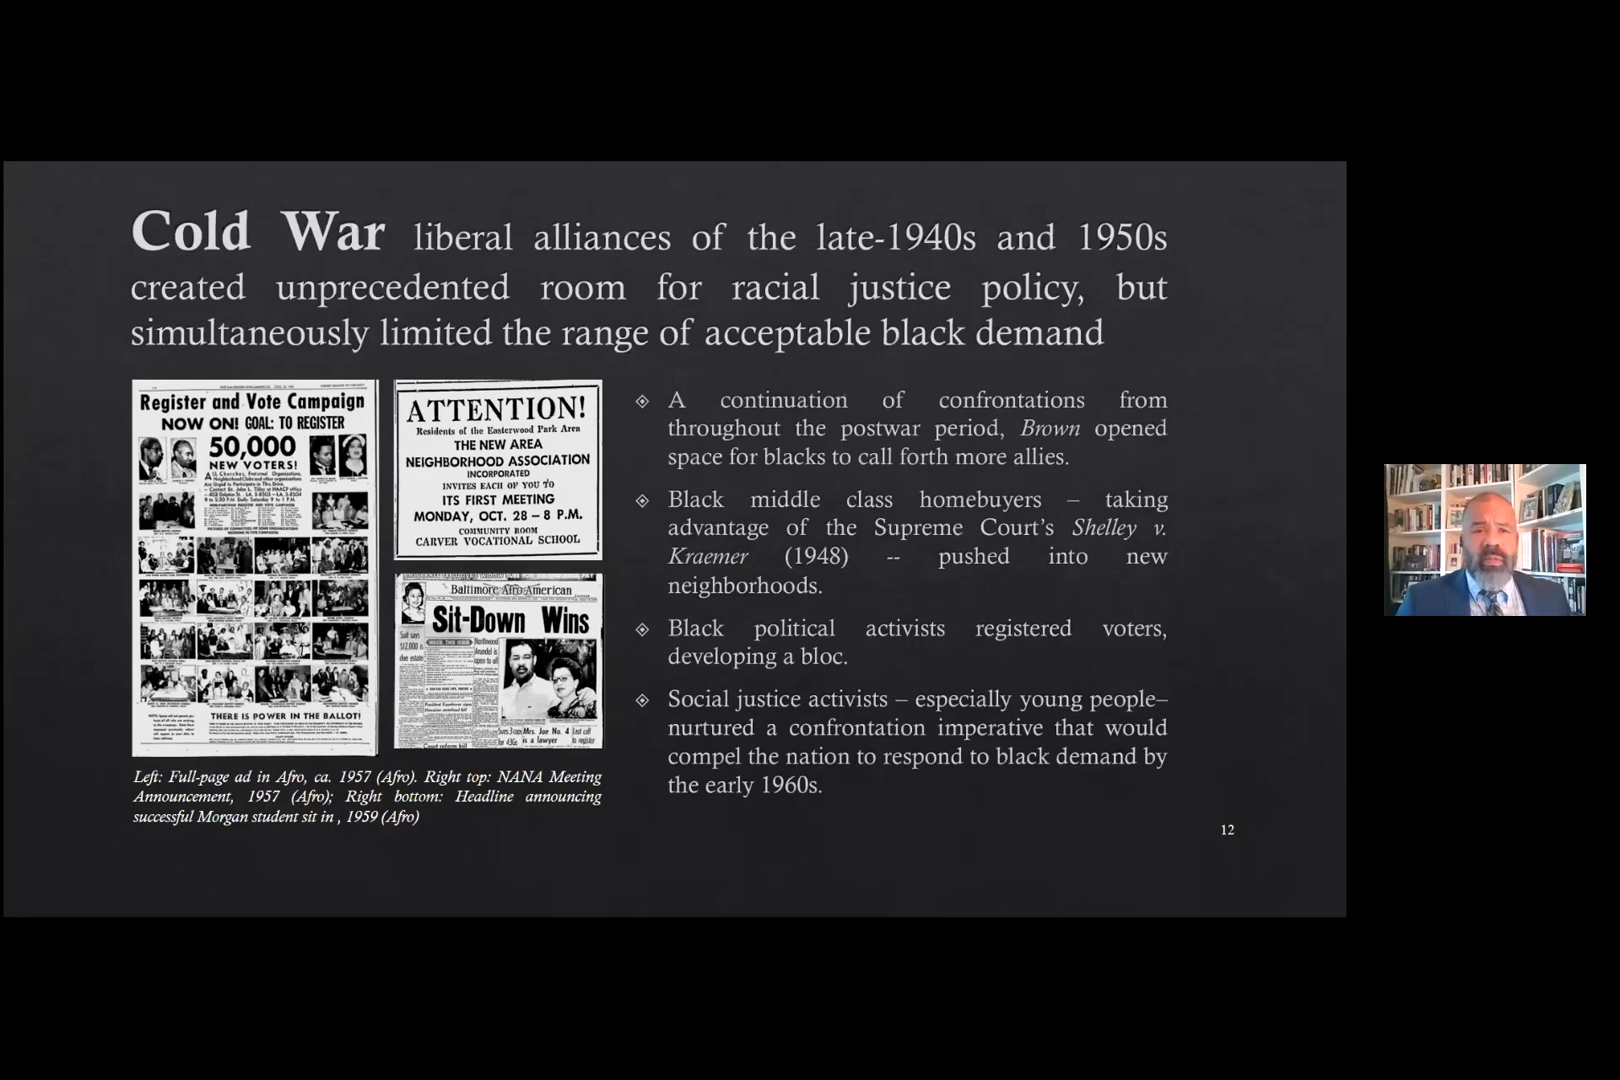 Cold War liberal alliances of the late-1940s and 1950s
created unprecedented room for racial justice policy, but
simultaneously limited the range of acceptable black demand
Register and Vote Campaign
NOW ON! GOAL: TO REGISTER
50,000
NEW VOTERS!
THERE IS POWER IN THE BALLOT!
ATTENTION!
Residents of the Easterwood Park Area
THE NEW AREA
NEIGHBORHOOD ASSOCIATION
INCORPORATED
INVITES EACH OF YOU TO
ITS FIRST MEETING
MONDAY, OCT. 28 – 8 P.M.
COMMUNITY ROOM
CARVER VOCATIONAL SCHOOL
Baltimore Afro-American
Sit-Down Wins
Mrs. Joe No. 4
is a lawyer
Left: Full-page ad in Afro, ca. 1957 (Afro). Right top: NANA Meeting
Announcement, 1957 (Afro); Right bottom: Headline announcing
successful Morgan student sit in , 1959 (Afro)
A continuation of confrontations from
throughout the postwar period, Brown opened
space for blacks to call forth more allies.
Black middle class homebuyers – taking
advantage of the Supreme Court's Shelley v.
Kraemer (1948) -- pushed into new
neighborhoods.
Black political activists registered voters,
developing a bloc.
Social justice activists – especially young people–
nurtured a confrontation imperative that would
compel the nation to respond to black demand by
the early 1960s.
12